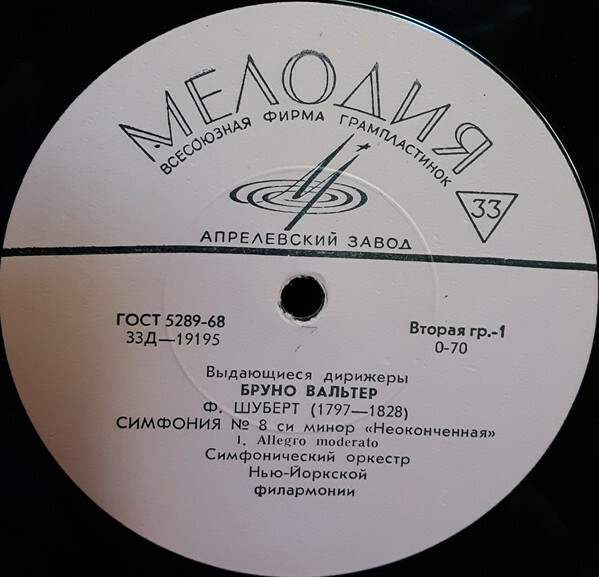 МЕЛОДИЯ
ВСЕСОЮЗНАЯ ФИРМА ГРАМПЛАСТИНОК
33
АПРЕЛЕВСКИЙ ЗАВОД
ГОСТ 5289-68
33Д—19195
Вторая гр.-1
0-70
Выдающиеся дирижеры
БРУНО ВАЛЬТЕР
Ф. ШУБЕРТ (1797—1828)
СИМФОНИЯ № 8 си минор «Неоконченная»
1. Allegro moderato
Симфонический оркестр
Нью-Йоркской
филармонии